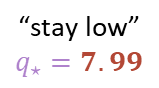 “stay low”
q⋆ = 7.99